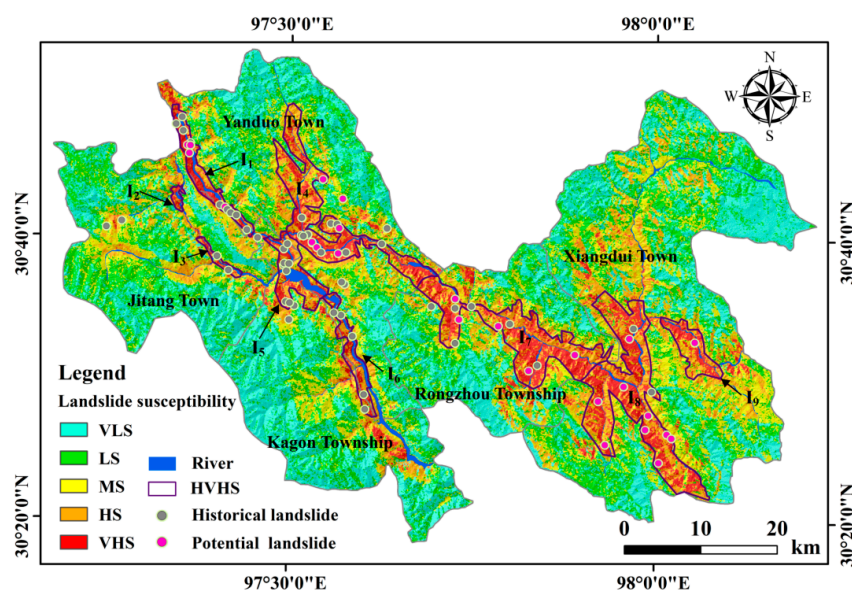 97°30'0"E 98°0'0"E
N
W E
S
Yanduo Town
I1
I2
I4
30°40'0"N 30°40'0"N
Xiangdui Town
I3
Jitang Town
I5
I7
I6
Legend
Rongzhou Township
I8
I9
Landslide susceptibility
VLS
Kagon Township
LS River
MS HVHS
HS Historical landslide
VHS Potential landslide
0 10 20
km
30°20'0"N 30°20'0"N
97°30'0"E 98°0'0"E